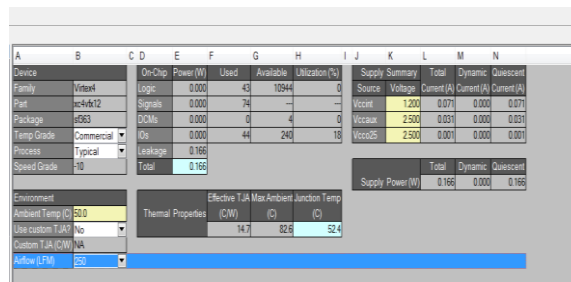 A B C D E F G H I J K L M N
Device On-Chip Power (W) Used Available Utilization (%) Supply Summary Total Dynamic Quiescent
Family Virtex4 Logic 0.000 43 10944 0 Source Voltage Current (A) Current (A) Current (A)
Part xc4vfx12 Signals 0.000 74 --- --- Vccint 1.200 0.071 0.000 0.071
Package sf363 DCMs 0.000 0 4 0 Vccaux 2.500 0.031 0.000 0.031
Temp Grade Commercial IOs 0.000 44 240 18 Vcco25 2.500 0.001 0.000 0.001
Process Typical Leakage 0.166
Speed Grade -10 Total 0.166 Total Dynamic Quiescent
Supply Power (W) 0.166 0.000 0.166
Environment Effective TJA Max Ambient Junction Temp
Ambient Temp (C) 50.0 Thermal Properties (C/W) (C) (C)
Use custom TJA? No 14.7 82.6 52.4
Custom TJA (C/W) NA
Airflow (LFM) 250